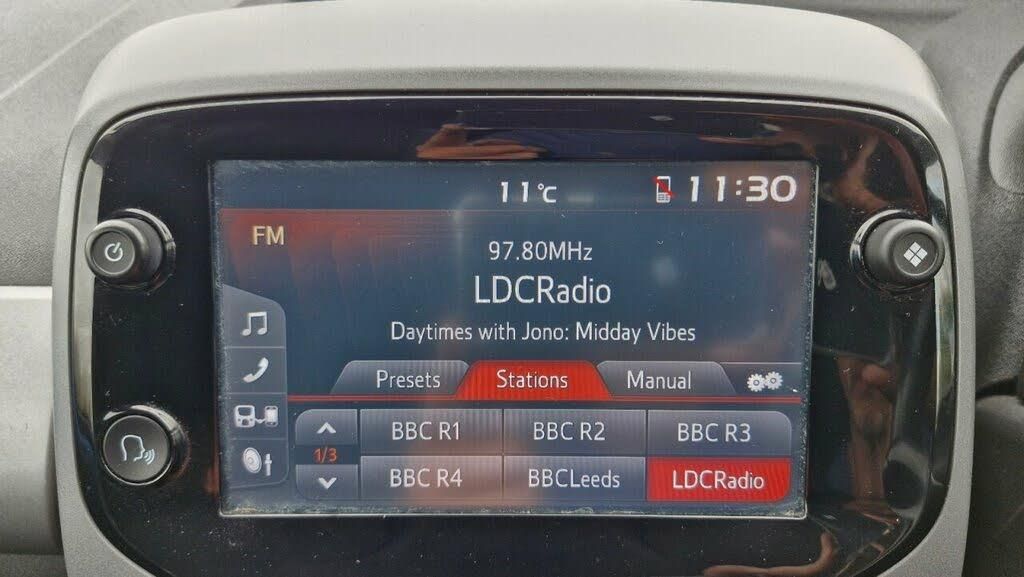 11°C 11:30
FM
97.80MHz
LDCRadio
Daytimes with Jono: Midday Vibes
Presets Stations Manual
BBC R1 BBC R2 BBC R3
1/3
BBC R4 BBCLeeds LDCRadio